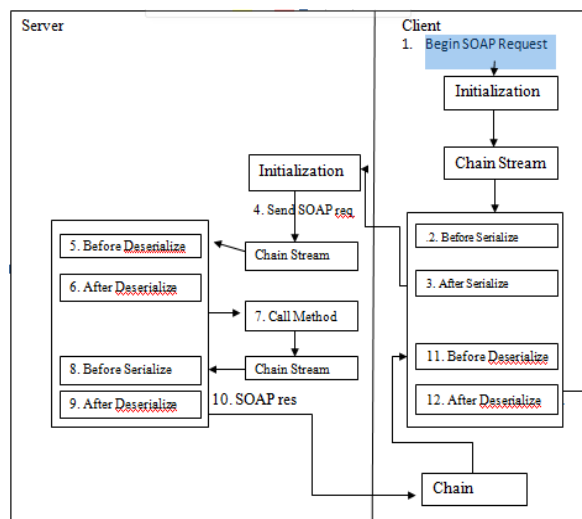 Server
Client
1. Begin SOAP Request
Initialization
Chain Stream
Initialization
4. Send SOAP req
.2. Before Serialize
5. Before Deserialize
Chain Stream
6. After Deserialize
3. After Serialize
7. Call Method
11. Before Deserialize
8. Before Serialize
Chain Stream
9. After Deserialize
10. SOAP res
12. After Deserialize
Chain